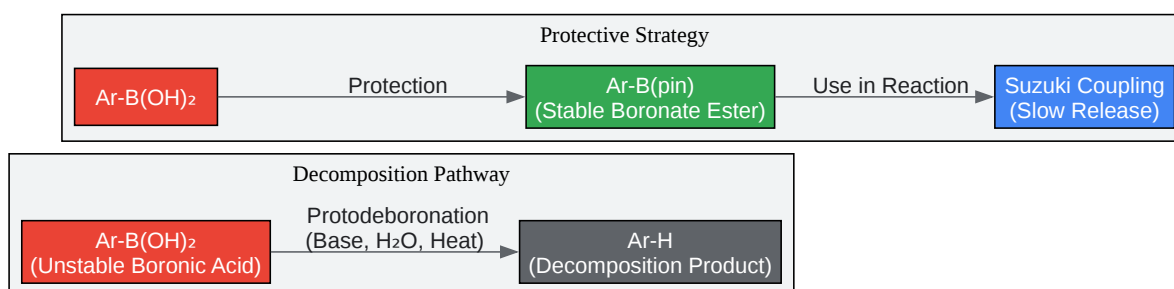 Protective Strategy
Ar-B(OH)₂
Protection
Ar-B(pin)
(Stable Boronate Ester)
Use in Reaction
Suzuki Coupling
(Slow Release)
Decomposition Pathway
Ar-B(OH)₂
(Unstable Boronic Acid)
Protodeboronation
(Base, H₂O, Heat)
Ar-H
(Decomposition Product)